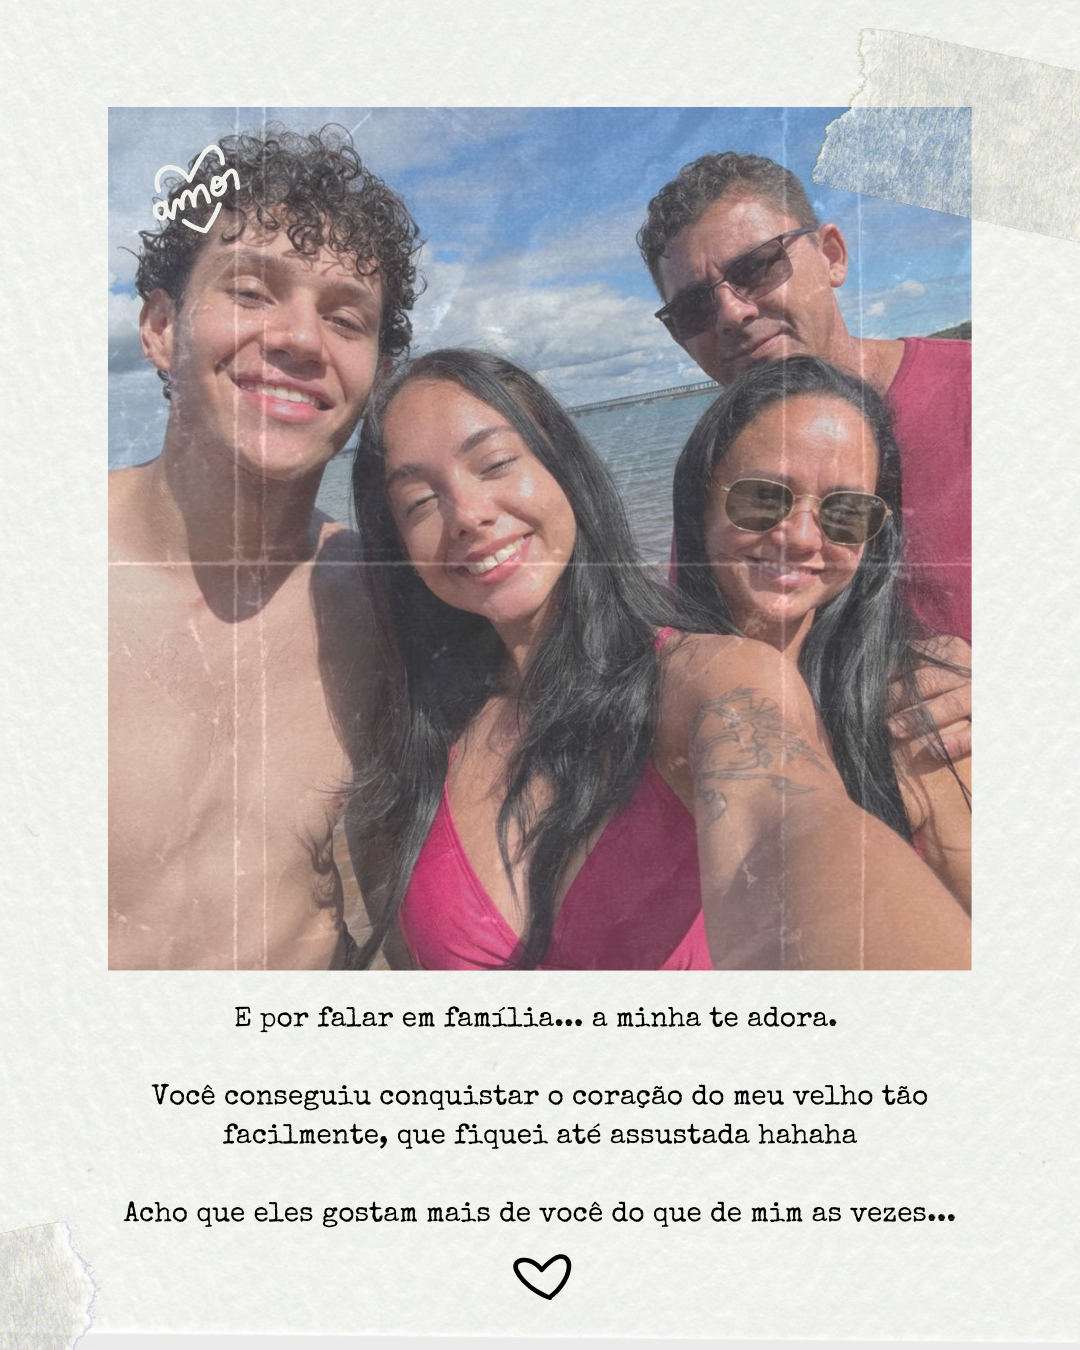 amor
E por falar em família... a minha te adora.
Você conseguiu conquistar o coração do meu velho tão
facilmente, que fiquei até assustada hahaha
Acho que eles gostam mais de você do que de mim as vezes...